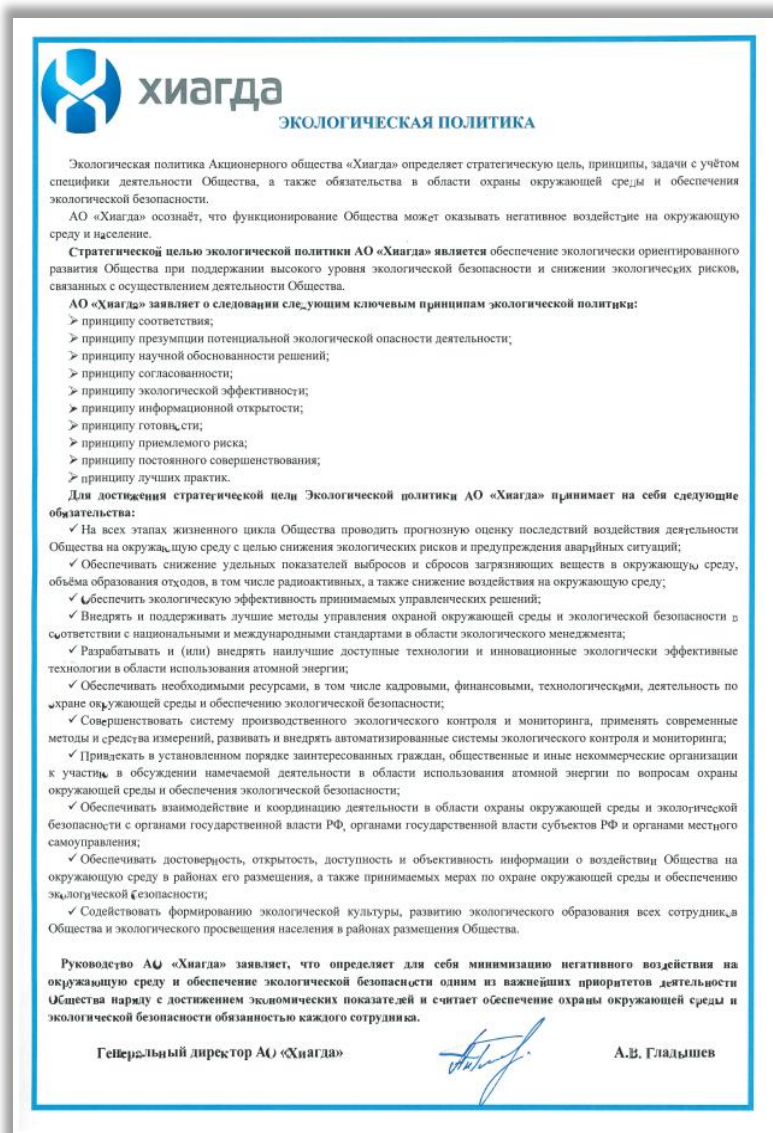 хиагда
ЭКОЛОГИЧЕСКАЯ ПОЛИТИКА
Экологическая политика Акционерного общества «Хиагда» определяет стратегическую цель, принципы, задачи с учётом
специфики деятельности Общества, а также обязательства в области охраны окружающей среды и обеспечения
экологической безопасности.
АО «Хиагда» осознаёт, что функционирование Общества может оказывать негативное воздействие на окружающую
среду и население.
Стратегической целью экологической политики АО «Хиагда» является обеспечение экологически ориентированного
развития Общества при поддержании высокого уровня экологической безопасности и снижении экологических рисков,
связанных с осуществлением деятельности Общества.
АО «Хиагда» заявляет о следовании следующим ключевым принципам экологической политики:
➢ принципу соответствия;
➢ принципу презумпции потенциальной экологической опасности деятельности;
➢ принципу научной обоснованности решений;
➢ принципу согласованности;
➢ принципу экологической эффективности;
➢ принципу информационной открытости;
➢ принципу готовности;
➢ принципу приемлемого риска;
➢ принципу постоянного совершенствования;
➢ принципу лучших практик.
Для достижения стратегической цели Экологической политики АО «Хиагда» принимает на себя следующие
обязательства:
✓ На всех этапах жизненного цикла Общества проводить прогнозную оценку последствий воздействия деятельности
Общества на окружающую среду с целью снижения экологических рисков и предупреждения аварийных ситуаций;
✓ Обеспечивать снижение удельных показателей выбросов и сбросов загрязняющих веществ в окружающую среду,
объёма образования отходов, в том числе радиоактивных, а также снижение воздействия на окружающую среду;
✓ Обеспечить экологическую эффективность принимаемых управленческих решений;
✓ Внедрять и поддерживать лучшие методы управления охраной окружающей среды и экологической безопасности в
соответствии с национальными и международными стандартами в области экологического менеджмента;
✓ Разрабатывать и (или) внедрять наилучшие доступные технологии и инновационные экологически эффективные
технологии в области использования атомной энергии;
✓ Обеспечивать необходимыми ресурсами, в том числе кадровыми, финансовыми, технологическими, деятельность по
охране окружающей среды и обеспечению экологической безопасности;
✓ Совершенствовать систему производственного экологического контроля и мониторинга, применять современные
методы и средства измерений, развивать и внедрять автоматизированные системы экологического контроля и мониторинга;
✓ Привлекать в установленном порядке заинтересованных граждан, общественные и иные некоммерческие организации
к участию в обсуждении намечаемой деятельности в области использования атомной энергии по вопросам охраны
окружающей среды и обеспечения экологической безопасности;
✓ Обеспечивать взаимодействие и координацию деятельности в области охраны окружающей среды и экологической
безопасности с органами государственной власти РФ, органами государственной власти субъектов РФ и органами местного
самоуправления;
✓ Обеспечивать достоверность, открытость, доступность и объективность информации о воздействии Общества на
окружающую среду в районах его размещения, а также принимаемых мерах по охране окружающей среды и обеспечению
экологической безопасности;
✓ Содействовать формированию экологической культуры, развитию экологического образования всех сотрудников
Общества и экологического просвещения населения в районах размещения Общества.
Руководство АО «Хиагда» заявляет, что определяет для себя минимизацию негативного воздействия на
окружающую среду и обеспечение экологической безопасности одним из важнейших приоритетов деятельности
Общества наряду с достижением экономических показателей и считает обеспечение охраны окружающей среды и
экологической безопасности обязанностью каждого сотрудника.
Генеральный директор АО «Хиагда» А.В. Гладышев